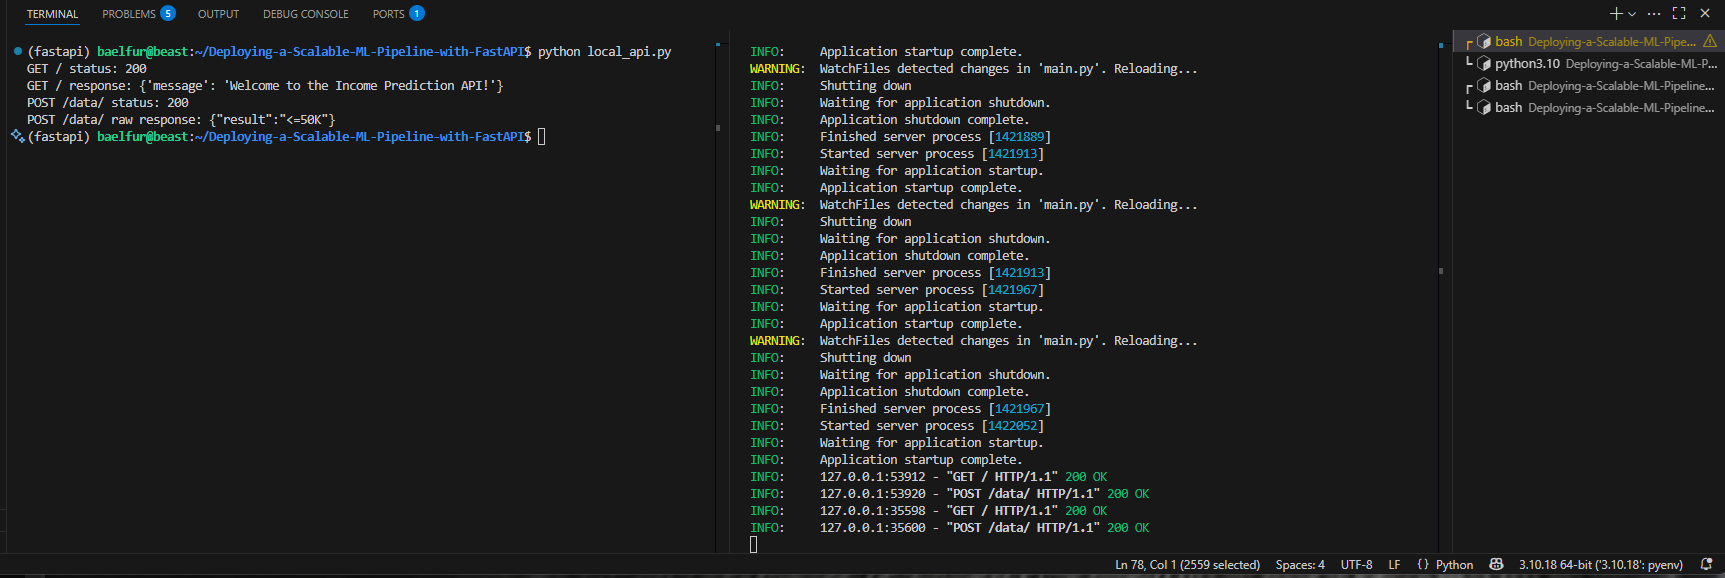 TERMINAL PROBLEMS 5 OUTPUT DEBUG CONSOLE PORTS 1
(fastapi) baelfur@beast:~/Deploying-a-Scalable-ML-Pipeline-with-FastAPI$ python local_api.py
GET / status: 200
GET / response: {'message': 'Welcome to the Income Prediction API!'}
POST /data/ status: 200
POST /data/ raw response: {"result":"<=50K"}
(fastapi) baelfur@beast:~/Deploying-a-Scalable-ML-Pipeline-with-FastAPI$
INFO: Application startup complete.
WARNING: WatchFiles detected changes in 'main.py'. Reloading...
INFO: Shutting down
INFO: Waiting for application shutdown.
INFO: Application shutdown complete.
INFO: Finished server process [1421889]
INFO: Started server process [1421913]
INFO: Waiting for application startup.
INFO: Application startup complete.
WARNING: WatchFiles detected changes in 'main.py'. Reloading...
INFO: Shutting down
INFO: Waiting for application shutdown.
INFO: Application shutdown complete.
INFO: Finished server process [1421913]
INFO: Started server process [1421967]
INFO: Waiting for application startup.
INFO: Application startup complete.
WARNING: WatchFiles detected changes in 'main.py'. Reloading...
INFO: Shutting down
INFO: Waiting for application shutdown.
INFO: Application shutdown complete.
INFO: Finished server process [1421967]
INFO: Started server process [1422052]
INFO: Waiting for application startup.
INFO: Application startup complete.
INFO: 127.0.0.1:53912 - "GET / HTTP/1.1" 200 OK
INFO: 127.0.0.1:53920 - "POST /data/ HTTP/1.1" 200 OK
INFO: 127.0.0.1:35598 - "GET / HTTP/1.1" 200 OK
INFO: 127.0.0.1:35600 - "POST /data/ HTTP/1.1" 200 OK
bash Deploying-a-Scalable-ML-Pipe...
python3.10 Deploying-a-Scalable-ML-P...
bash Deploying-a-Scalable-ML-Pipeline...
bash Deploying-a-Scalable-ML-Pipeline...
Ln 78, Col 1 (2559 selected) Spaces: 4 UTF-8 LF {} Python 3.10.18 64-bit ('3.10.18': pyenv)